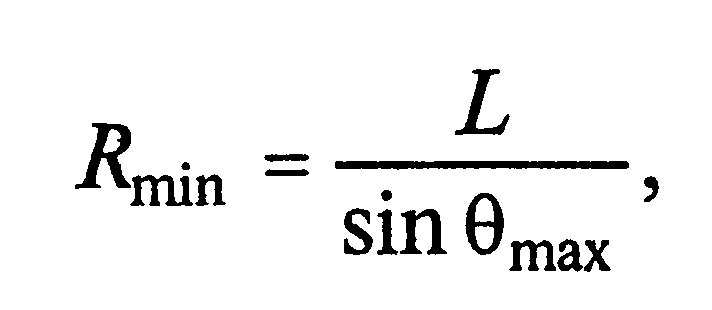 R_min = L / sin θ_max,